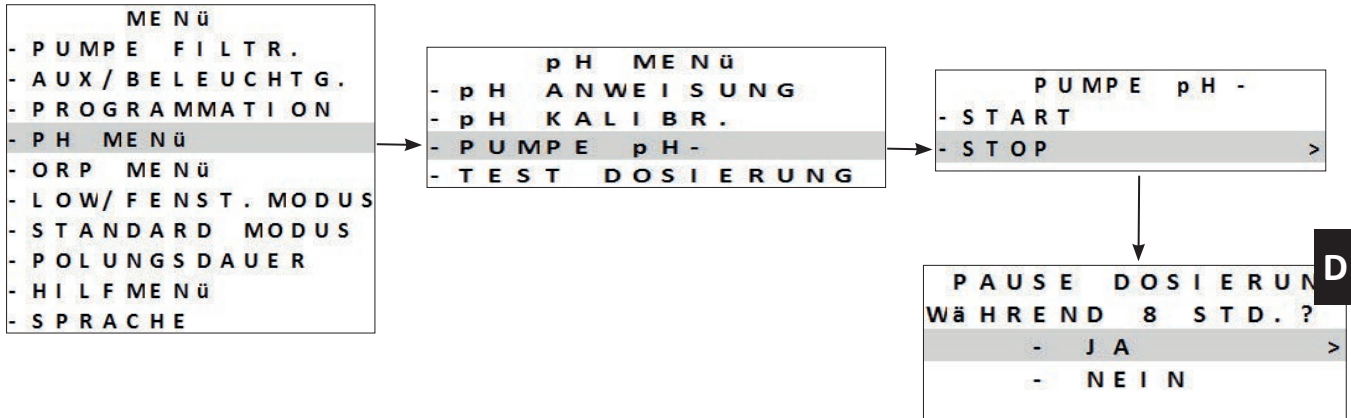 MENü
- PUMPE FILTR.
- AUX/BELEUCHTG.
- PROGRAMMATION
- PH MENü
- ORP MENü
- LOW/FENST.MODUS
- STANDARD MODUS
- POLUNGSDAUER
- HILFMENü
- SPRACHE
pH MENü
- pH ANWEISUNG
- pH KALIBR.
- PUMPE pH-
- TEST DOSIERUNG
PUMPE pH -
- START
- STOP >
PAUSE DOSIERUN
WäHREND 8 STD.?
- JA >
- NEIN
D